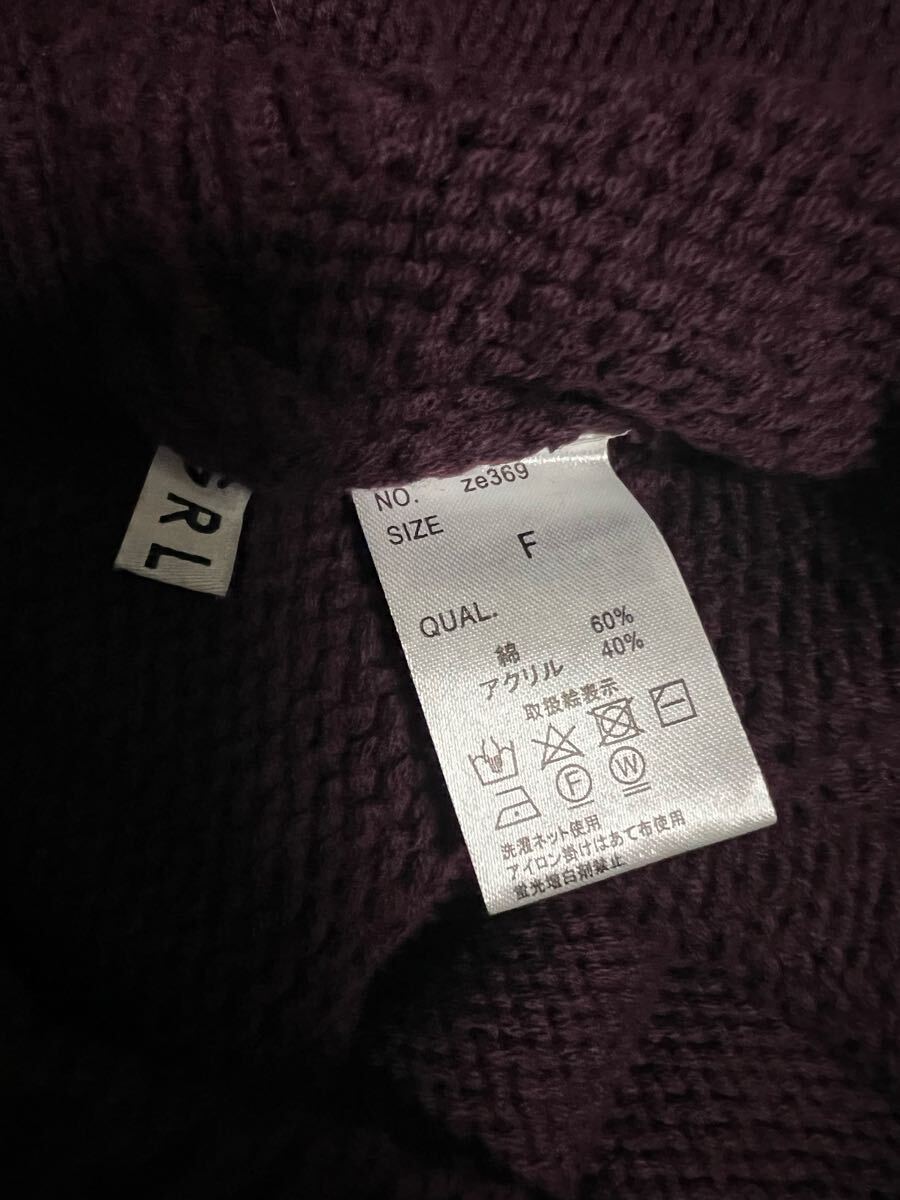 GRL
NO. ze369
SIZE
F
QUAL.
綿 60%
アクリル 40%
取扱絵表示
F W
洗濯ネット使用
アイロン掛けはあて布使用
蛍光塩白剤禁止